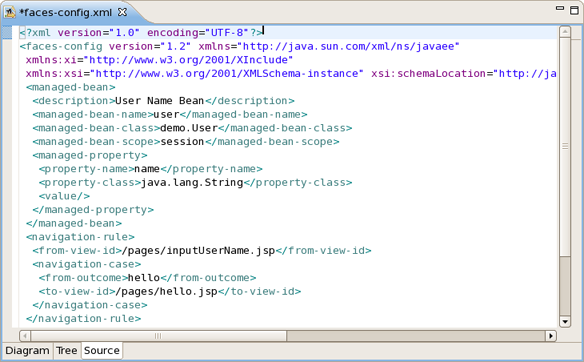 *faces-config.xml
<?xml version="1.0" encoding="UTF-8"?>
<faces-config version="1.2" xmlns="http://java.sun.com/xml/ns/javaee"
xmlns:xi="http://www.w3.org/2001/XInclude"
xmlns:xsi="http://www.w3.org/2001/XMLSchema-instance" xsi:schemaLocation="http://ja
<managed-bean>
<description>User Name Bean</description>
<managed-bean-name>user</managed-bean-name>
<managed-bean-class>demo.User</managed-bean-class>
<managed-bean-scope>session</managed-bean-scope>
<managed-property>
<property-name>name</property-name>
<property-class>java.lang.String</property-class>
<value/>
</managed-property>
</managed-bean>
<navigation-rule>
<from-view-id>/pages/inputUserName.jsp</from-view-id>
<navigation-case>
<from-outcome>hello</from-outcome>
<to-view-id>/pages/hello.jsp</to-view-id>
</navigation-case>
</navigation-rule>
Diagram Tree Source